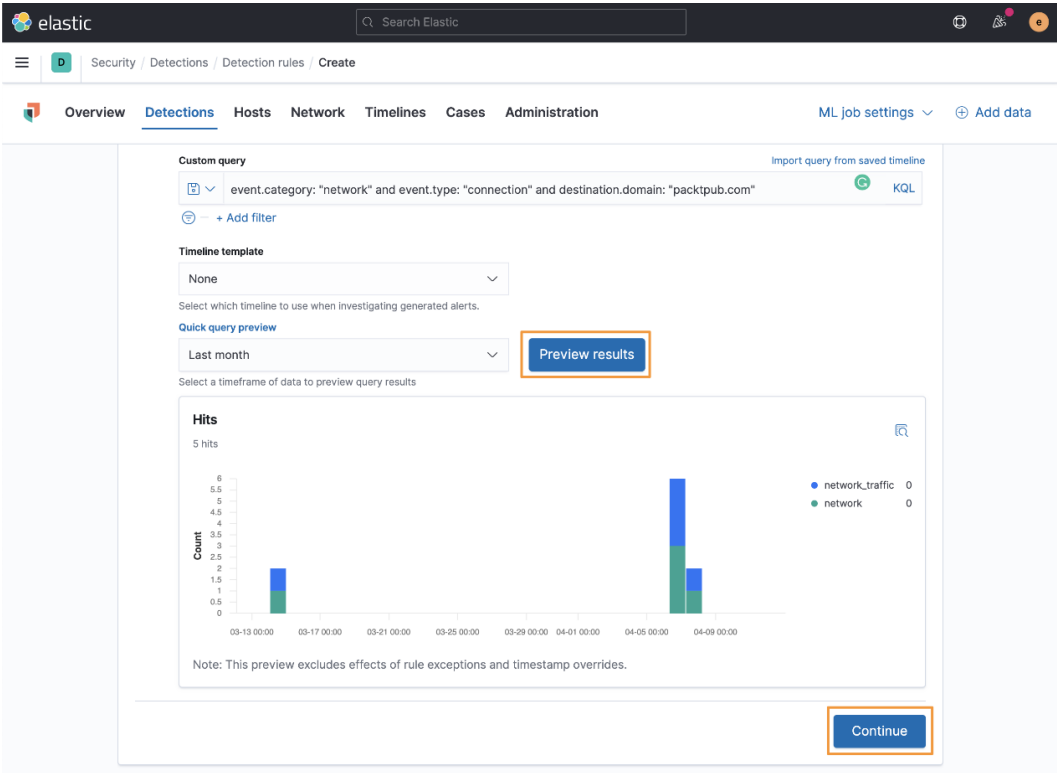 elastic
Search Elastic
e
D
Security / Detections / Detection rules / Create
Overview Detections Hosts Network Timelines Cases Administration
ML job settings
Add data
Custom query
Import query from saved timeline
event.category: "network" and event.type: "connection" and destination.domain: "packtpub.com"
G
KQL
+ Add filter
Timeline template
None
Select which timeline to use when investigating generated alerts.
Quick query preview
Last month
Preview results
Select a timeframe of data to preview query results
Hits
5 hits
6
5.5
5
4.5
4
3.5
3
2.5
2
1.5
1
0.5
0
Count
network_traffic 0
network 0
03-13 00:00 03-17 00:00 03-21 00:00 03-25 00:00 03-29 00:00 04-01 00:00 04-05 00:00 04-09 00:00
Note: This preview excludes effects of rule exceptions and timestamp overrides.
Continue